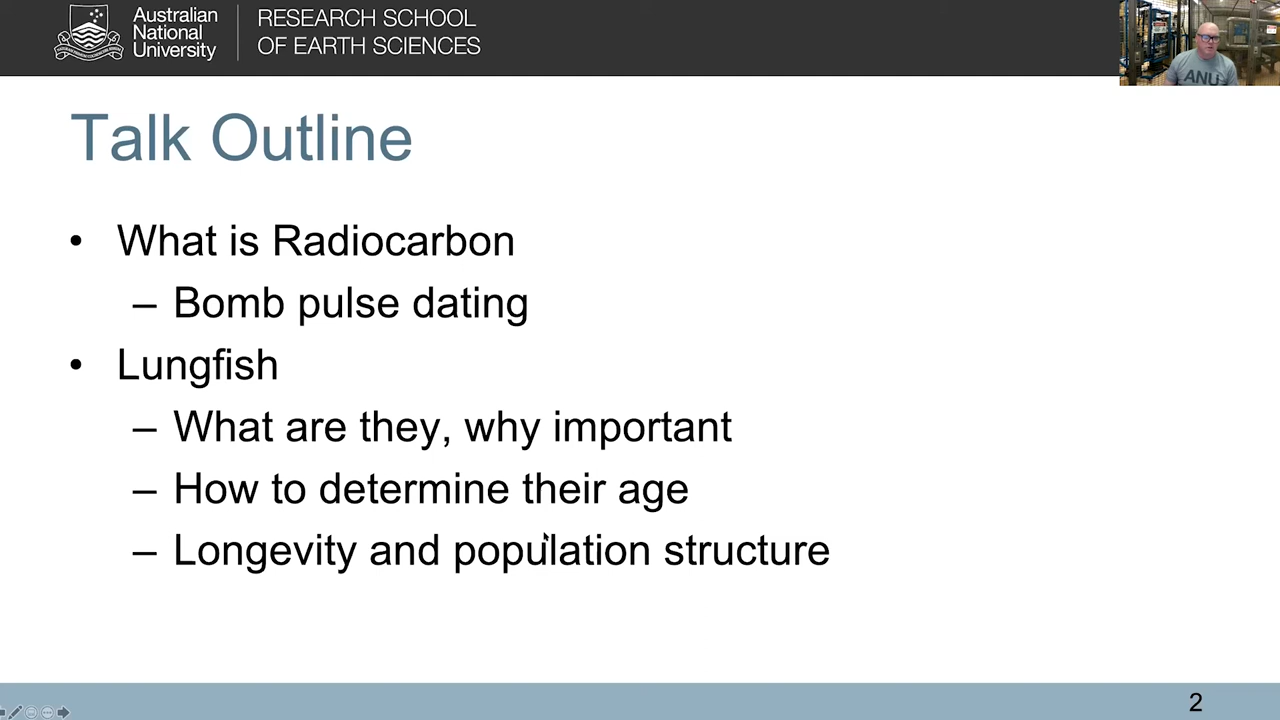 Australian
National
University
RESEARCH SCHOOL
OF EARTH SCIENCES
ANU
Talk Outline
• What is Radiocarbon
– Bomb pulse dating
• Lungfish
– What are they, why important
– How to determine their age
– Longevity and population structure
2